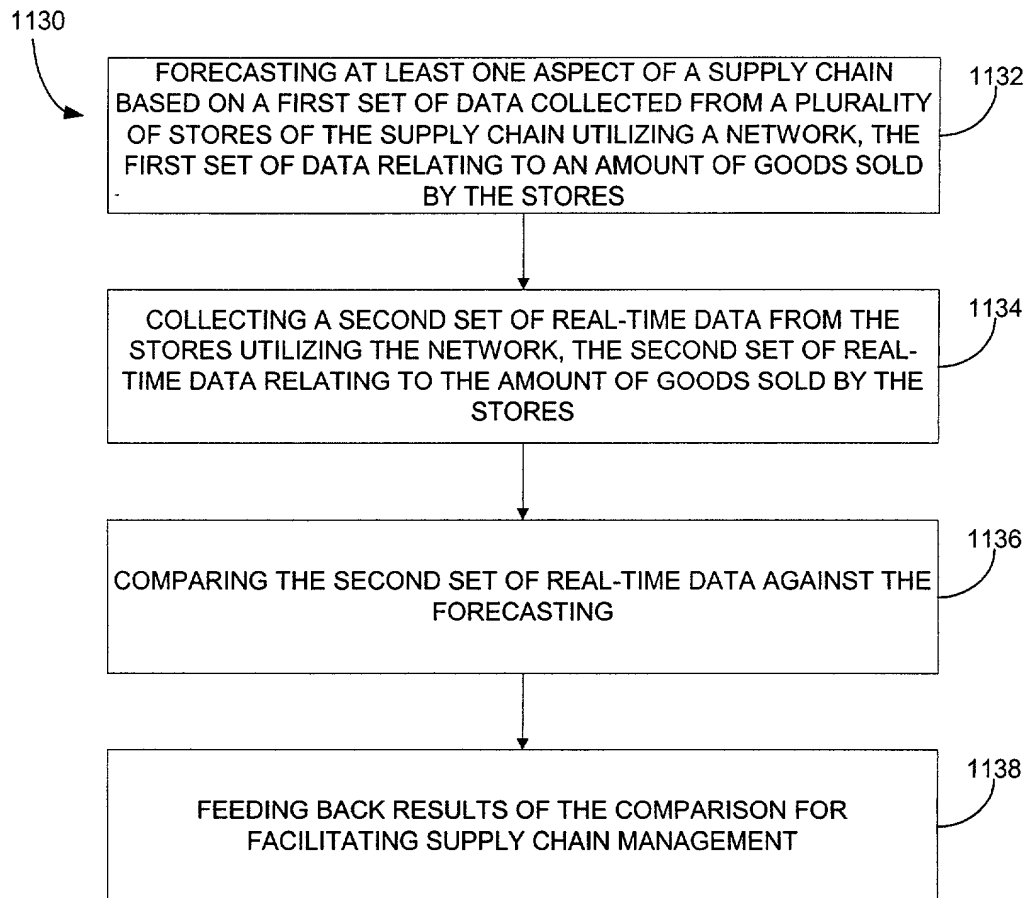 1130
FORECASTING AT LEAST ONE ASPECT OF A SUPPLY CHAIN
BASED ON A FIRST SET OF DATA COLLECTED FROM A PLURALITY
OF STORES OF THE SUPPLY CHAIN UTILIZING A NETWORK, THE
FIRST SET OF DATA RELATING TO AN AMOUNT OF GOODS SOLD
BY THE STORES
1132
COLLECTING A SECOND SET OF REAL-TIME DATA FROM THE
STORES UTILIZING THE NETWORK, THE SECOND SET OF REAL-
TIME DATA RELATING TO THE AMOUNT OF GOODS SOLD BY THE
STORES
1134
COMPARING THE SECOND SET OF REAL-TIME DATA AGAINST THE
FORECASTING
1136
FEEDING BACK RESULTS OF THE COMPARISON FOR
FACILITATING SUPPLY CHAIN MANAGEMENT
1138